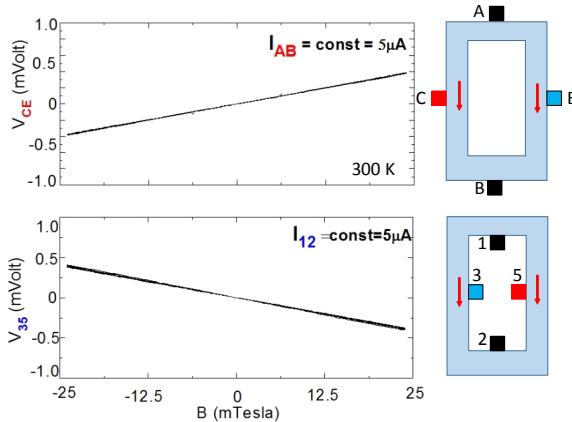 1.0
0.5
0
-0.5
1.0
V_CE (mVolt)
I_AB = const = 5μA
300 K
A
C
E
B
1.0
0.5
0
-0.5
-1.0
V_35 (mVolt)
I_12 =const=5μA
-25
-12.5
0
12.5
25
B (mTesla)
1
3
5
2